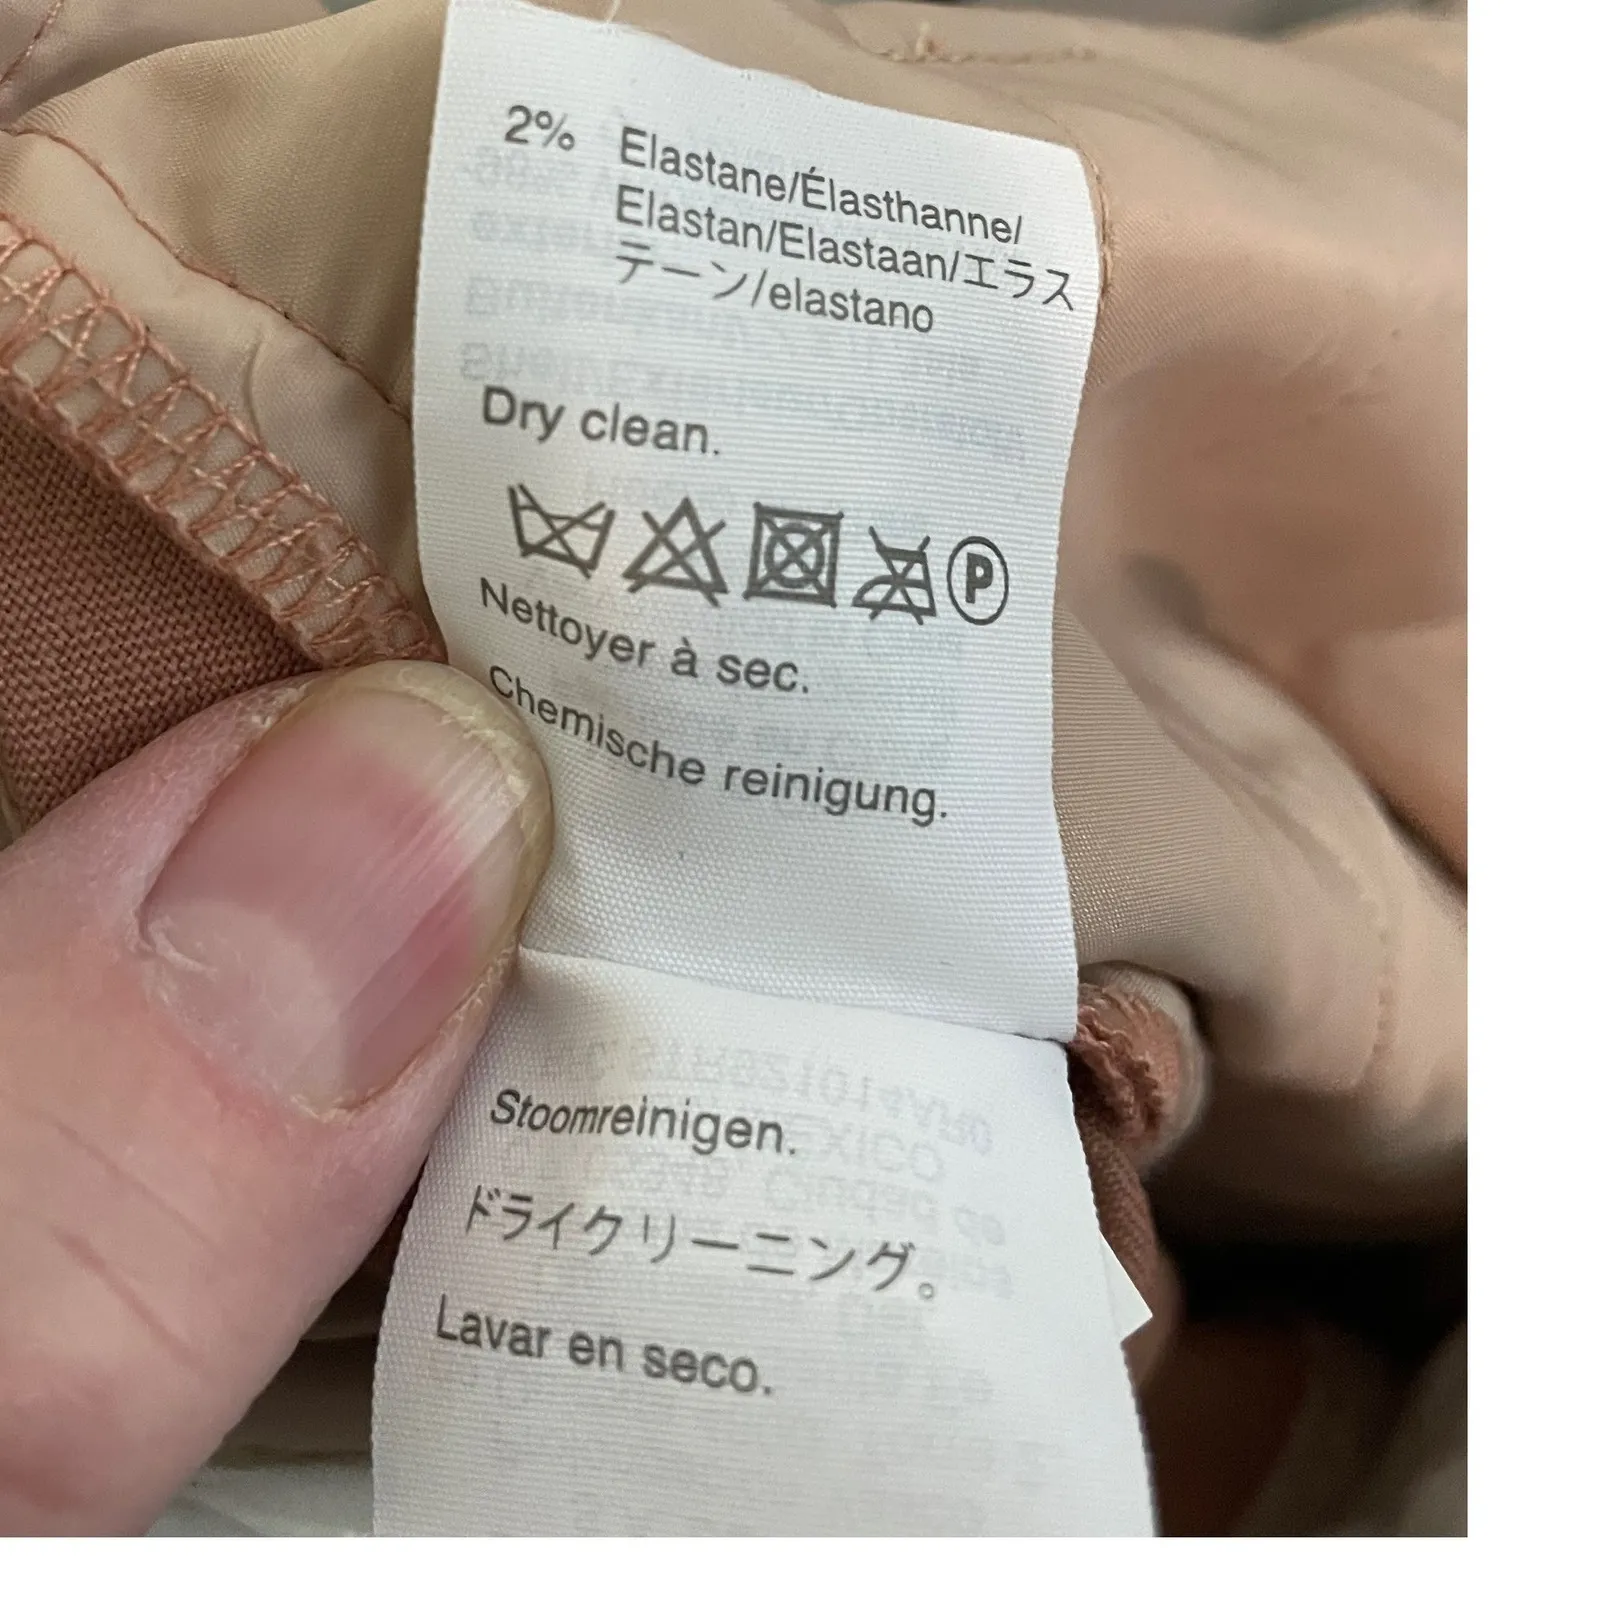 2% Elastane/Élasthanne/
Elastan/Elastaan/エラス
テーン/elastano
Dry clean.
P
Nettoyer à sec.
Chemische reinigung.
Stoomreinigen.
ドライクリーニング。
Lavar en seco.